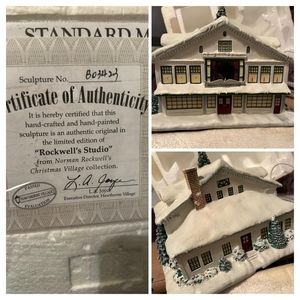 STANDARD M
Sculpture No. B03423
rtificate of Authenticity
It is hereby certified that this
hand-crafted and hand-painted
sculpture is an authentic original in
the limited edition of
"Rockwell's Studio"
from Norman Rockwell's
Christmas Village collection.
Executive Director, Hawthorne Village